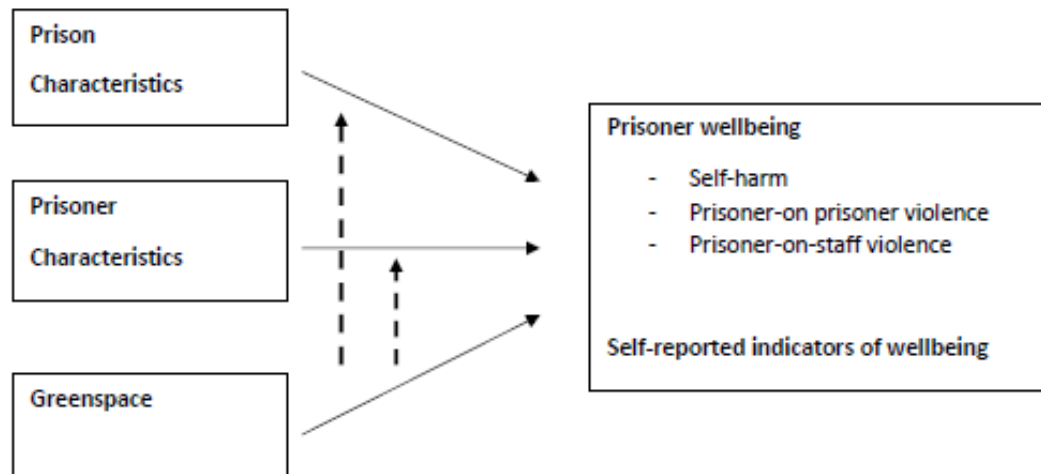 Prison
Characteristics
Prisoner
Characteristics
Greenspace
Prisoner wellbeing
- Self-harm
- Prisoner-on prisoner violence
- Prisoner-on-staff violence
Self-reported indicators of wellbeing